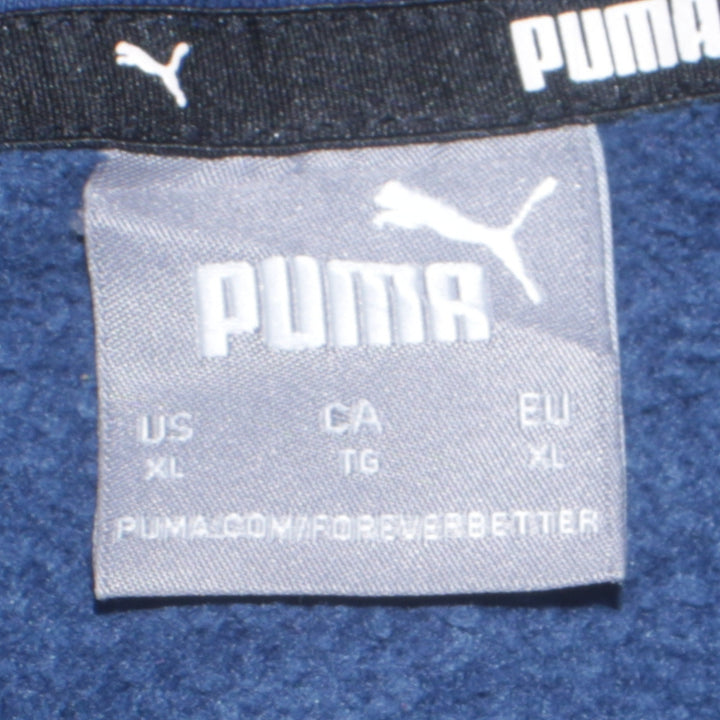 PUMA
PUMA
US CA EU
XL TG XL
PUMA.COM/FOREVERBETTER